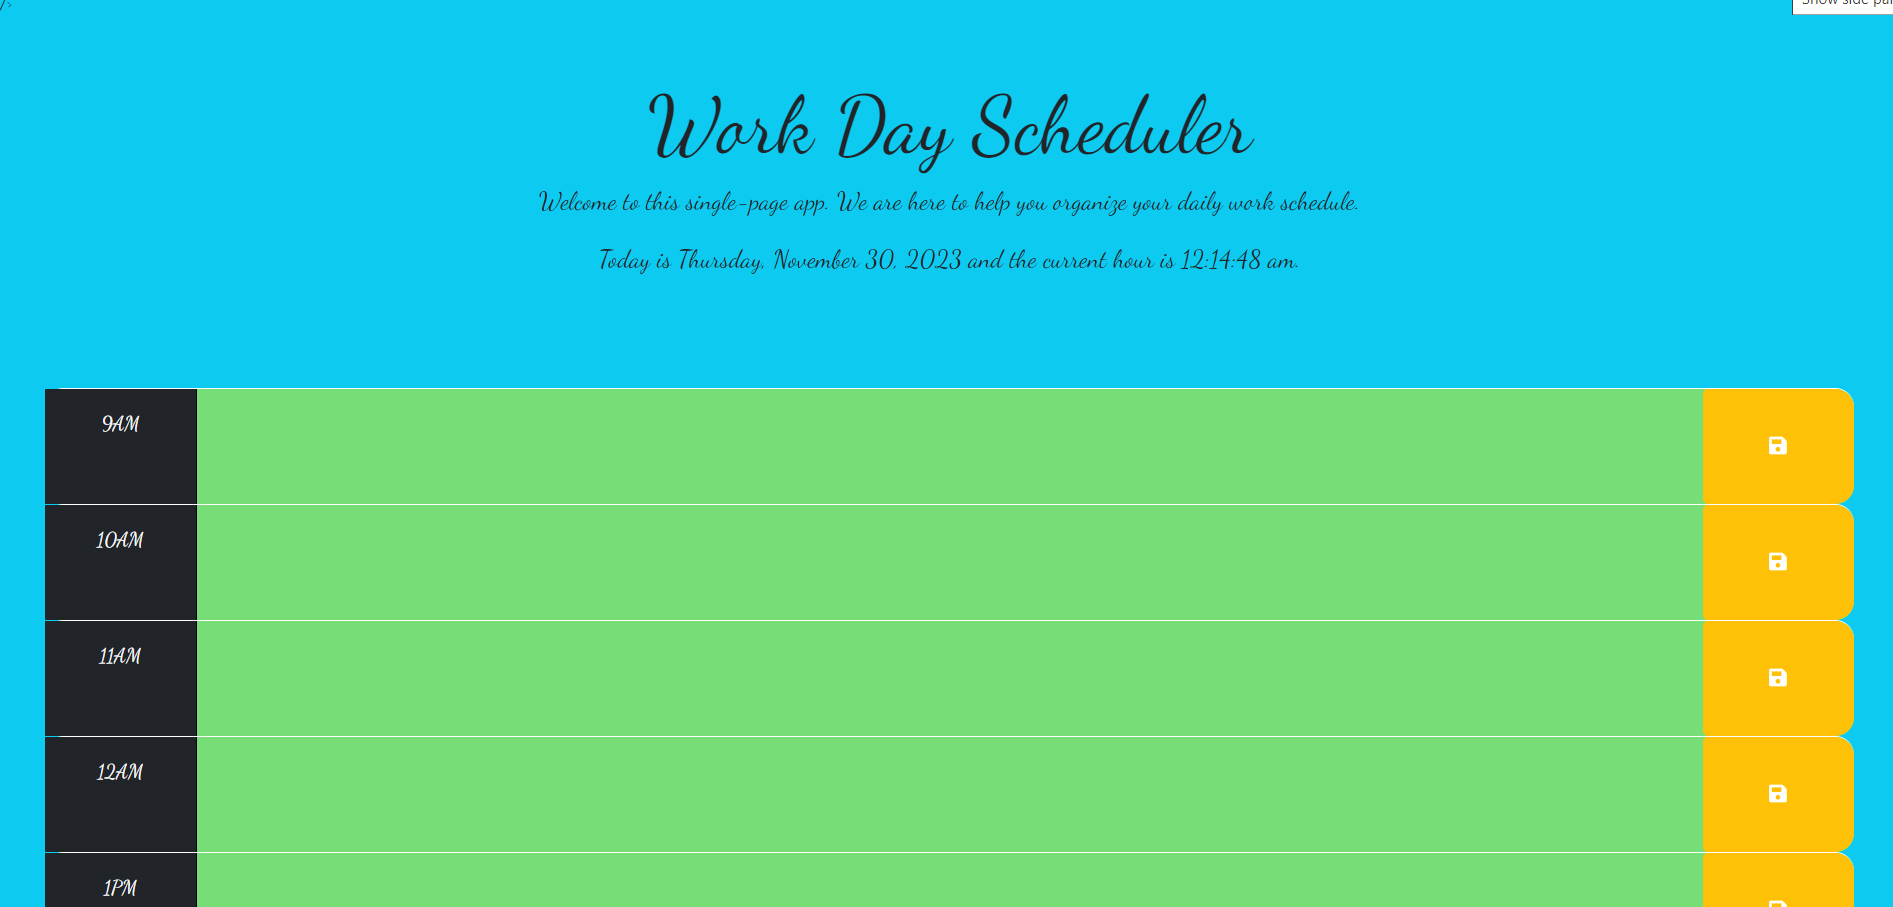 />
Show side pa
Work Day Scheduler
Welcome to this single-page app. We are here to help you organize your daily work schedule.
Today is Thursday, November 30, 2023 and the current hour is 12:14:48 am.
9AM
10AM
11AM
12AM
1PM